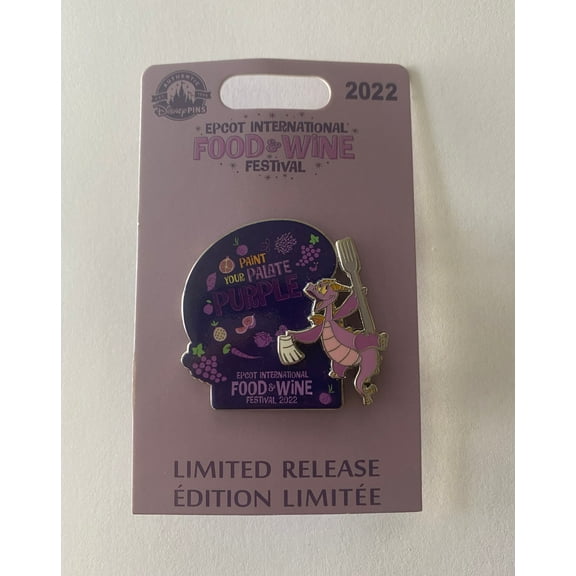 AUTHENTIC
Disney PINS
2022
EPCOT INTERNATIONAL
FOOD & WINE
FESTIVAL
PAINT
YOUR PALATE
PURPLE
EPCOT INTERNATIONAL
FOOD & WINE
FESTIVAL 2022
LIMITED RELEASE
ÉDITION LIMITÉE